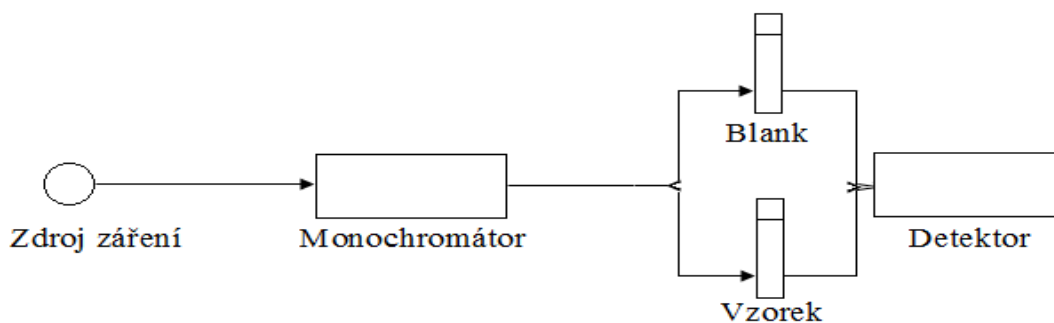 Blank
Zdroj záření
Monochromátor
Detektor
Vzorek